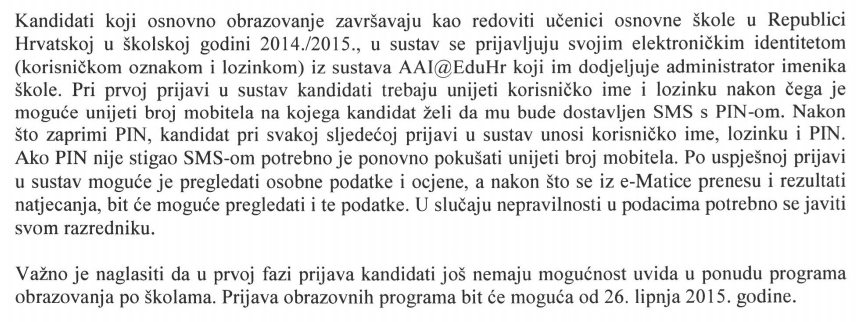 Kandidati koji osnovno obrazovanje završavaju kao redoviti učenici osnovne škole u Republici
Hrvatskoj u školskoj godini 2014./2015., u sustav se prijavljuju svojim elektroničkim identitetom
(korisničkom oznakom i lozinkom) iz sustava AAI@EduHr koji im dodjeljuje administrator imenika
škole. Pri prvoj prijavi u sustav kandidati trebaju unijeti korisničko ime i lozinku nakon čega je
moguće unijeti broj mobitela na kojega kandidat želi da mu bude dostavljen SMS s PIN-om. Nakon
što zaprimi PIN, kandidat pri svakoj sljedećoj prijavi u sustav unosi korisničko ime, lozinku i PIN.
Ako PIN nije stigao SMS-om potrebno je ponovno pokušati unijeti broj mobitela. Po uspješnoj prijavi
u sustav moguće je pregledati osobne podatke i ocjene, a nakon što se iz e-Matice prenesu i rezultati
natjecanja, bit će moguće pregledati i te podatke. U slučaju nepravilnosti u podacima potrebno se javiti
svom razredniku.
Važno je naglasiti da u prvoj fazi prijava kandidati još nemaju mogućnost uvida u ponudu programa
obrazovanja po školama. Prijava obrazovnih programa bit će moguća od 26. lipnja 2015. godine.